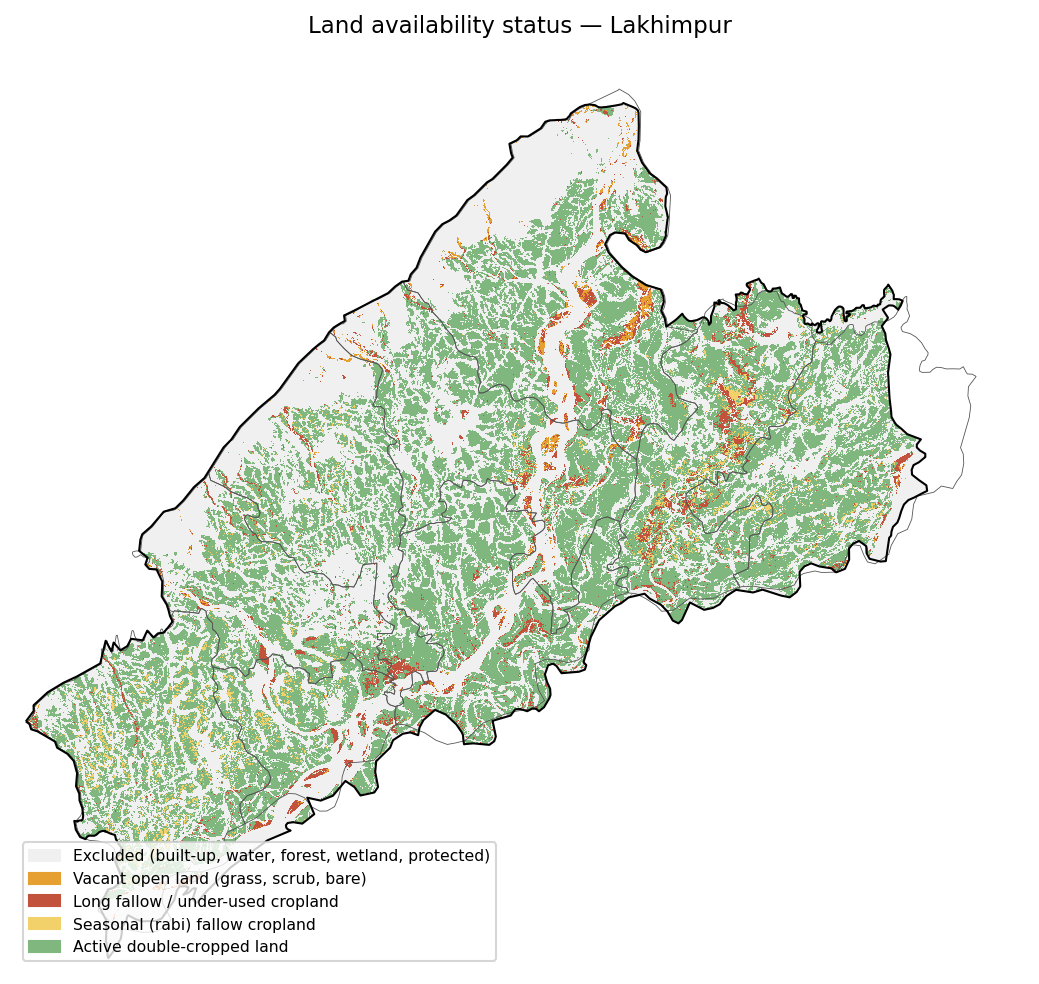 Land availability status — Lakhimpur
Excluded (built-up, water, forest, wetland, protected)
Vacant open land (grass, scrub, bare)
Long fallow / under-used cropland
Seasonal (rabi) fallow cropland
Active double-cropped land